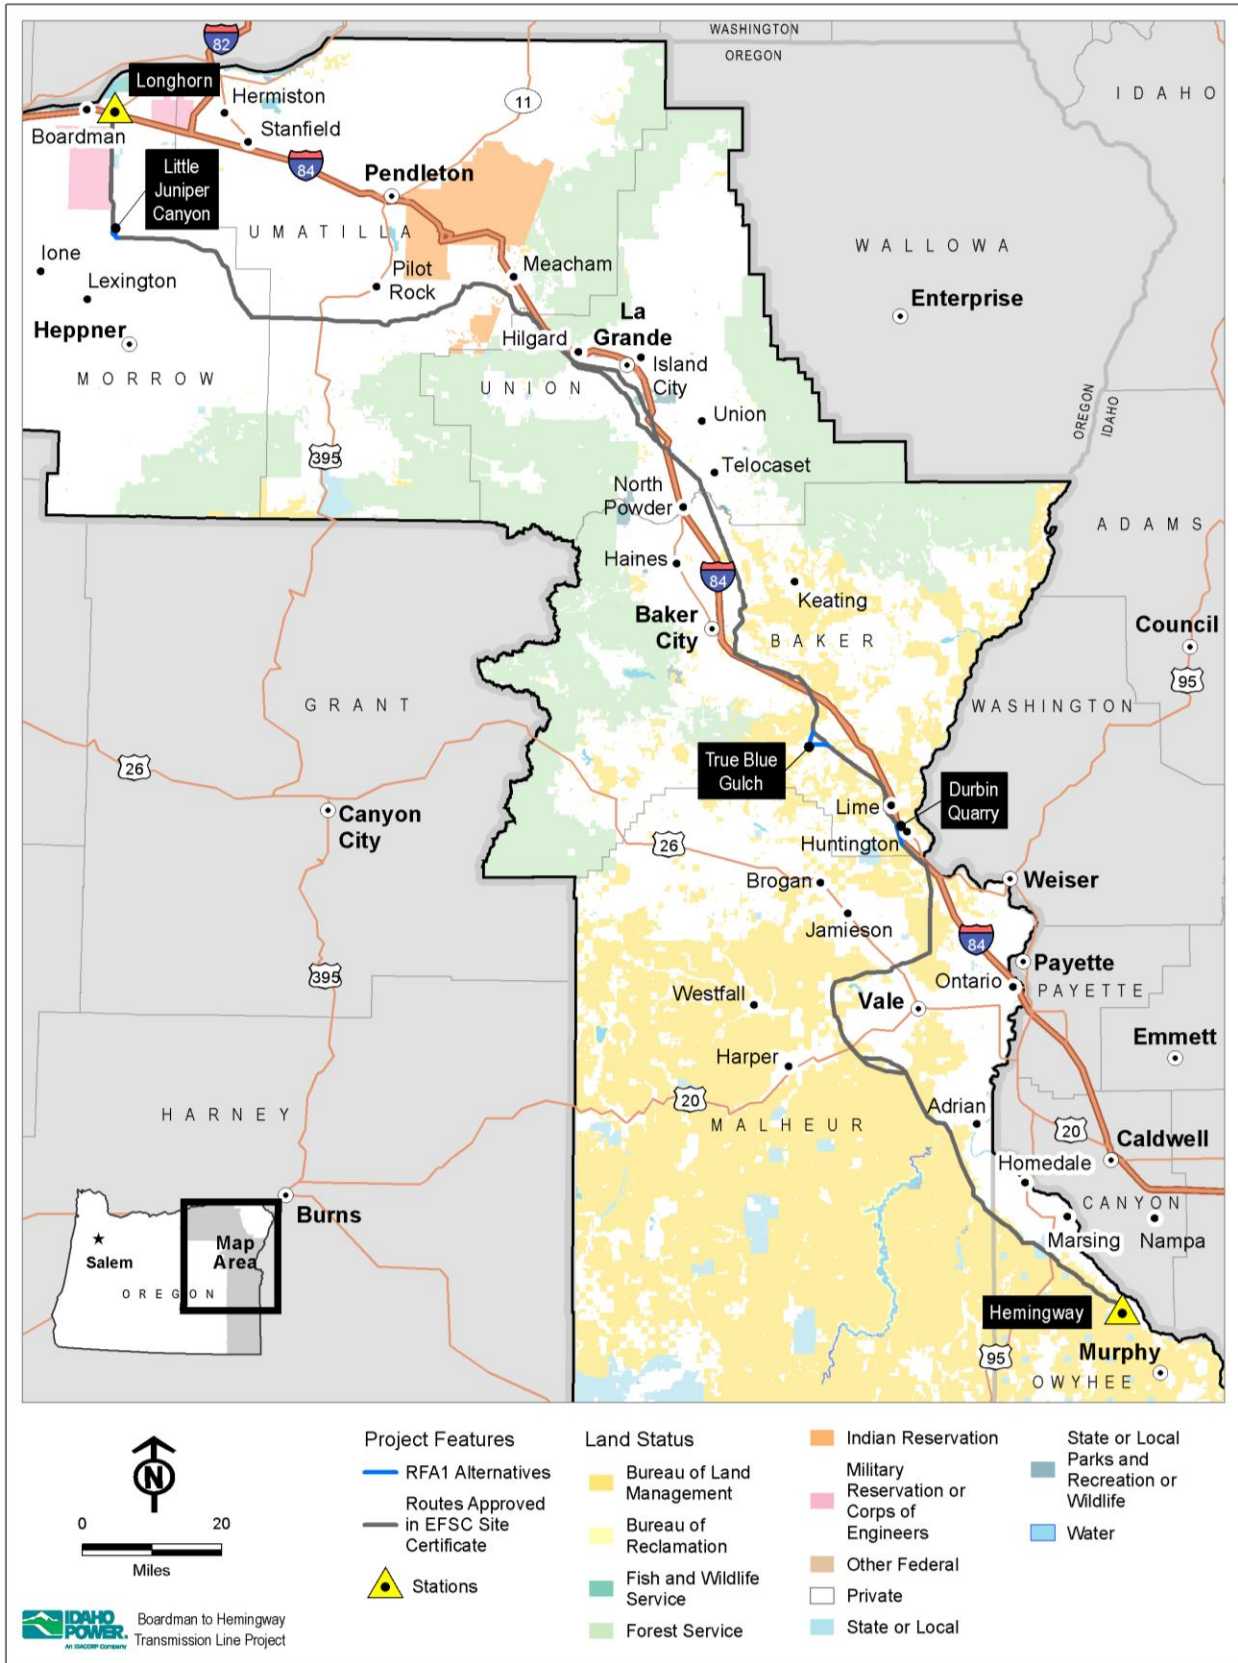 WASHINGTON
OREGON
IDAHO
82
Longhorn
Hermiston
11
Boardman
Stanfield
84
Little
Juniper
Canyon
Pendleton
UMATILLA
WALLOWA
Ione
Lexington
Pilot
Rock
Meacham
Enterprise
Heppner
Hilgard
La
Grande
Island
City
MORROW
UNION
Union
OREGON
IDAHO
395
Telocaset
North
Powder
ADAMS
Haines
84
Keating
Baker
City
BAKER
Council
95
GRANT
WASHINGTON
26
True Blue
Gulch
Durbin
Quarry
Lime
Canyon
City
26
Huntington
Brogan
Weiser
Jamieson
84
395
Payette
Westfall
Vale
Ontario
PAYETTE
Harper
Emmett
HARNEY
20
MALHEUR
Adrian
20
Caldwell
Homedale
CANYON
Burns
Marsing
Nampa
Salem
Map
Area
OREGON
Hemingway
95
Murphy
OWYHEE
N
0 20
Miles
Project Features
RFA1 Alternatives
Routes Approved
in EFSC Site
Certificate
Stations
Land Status
Bureau of Land
Management
Bureau of
Reclamation
Fish and Wildlife
Service
Forest Service
Indian Reservation
Military
Reservation or
Corps of
Engineers
Other Federal
Private
State or Local
State or Local
Parks and
Recreation or
Wildlife
Water
IDAHO
POWER.
An IDACORP Company
Boardman to Hemingway
Transmission Line Project